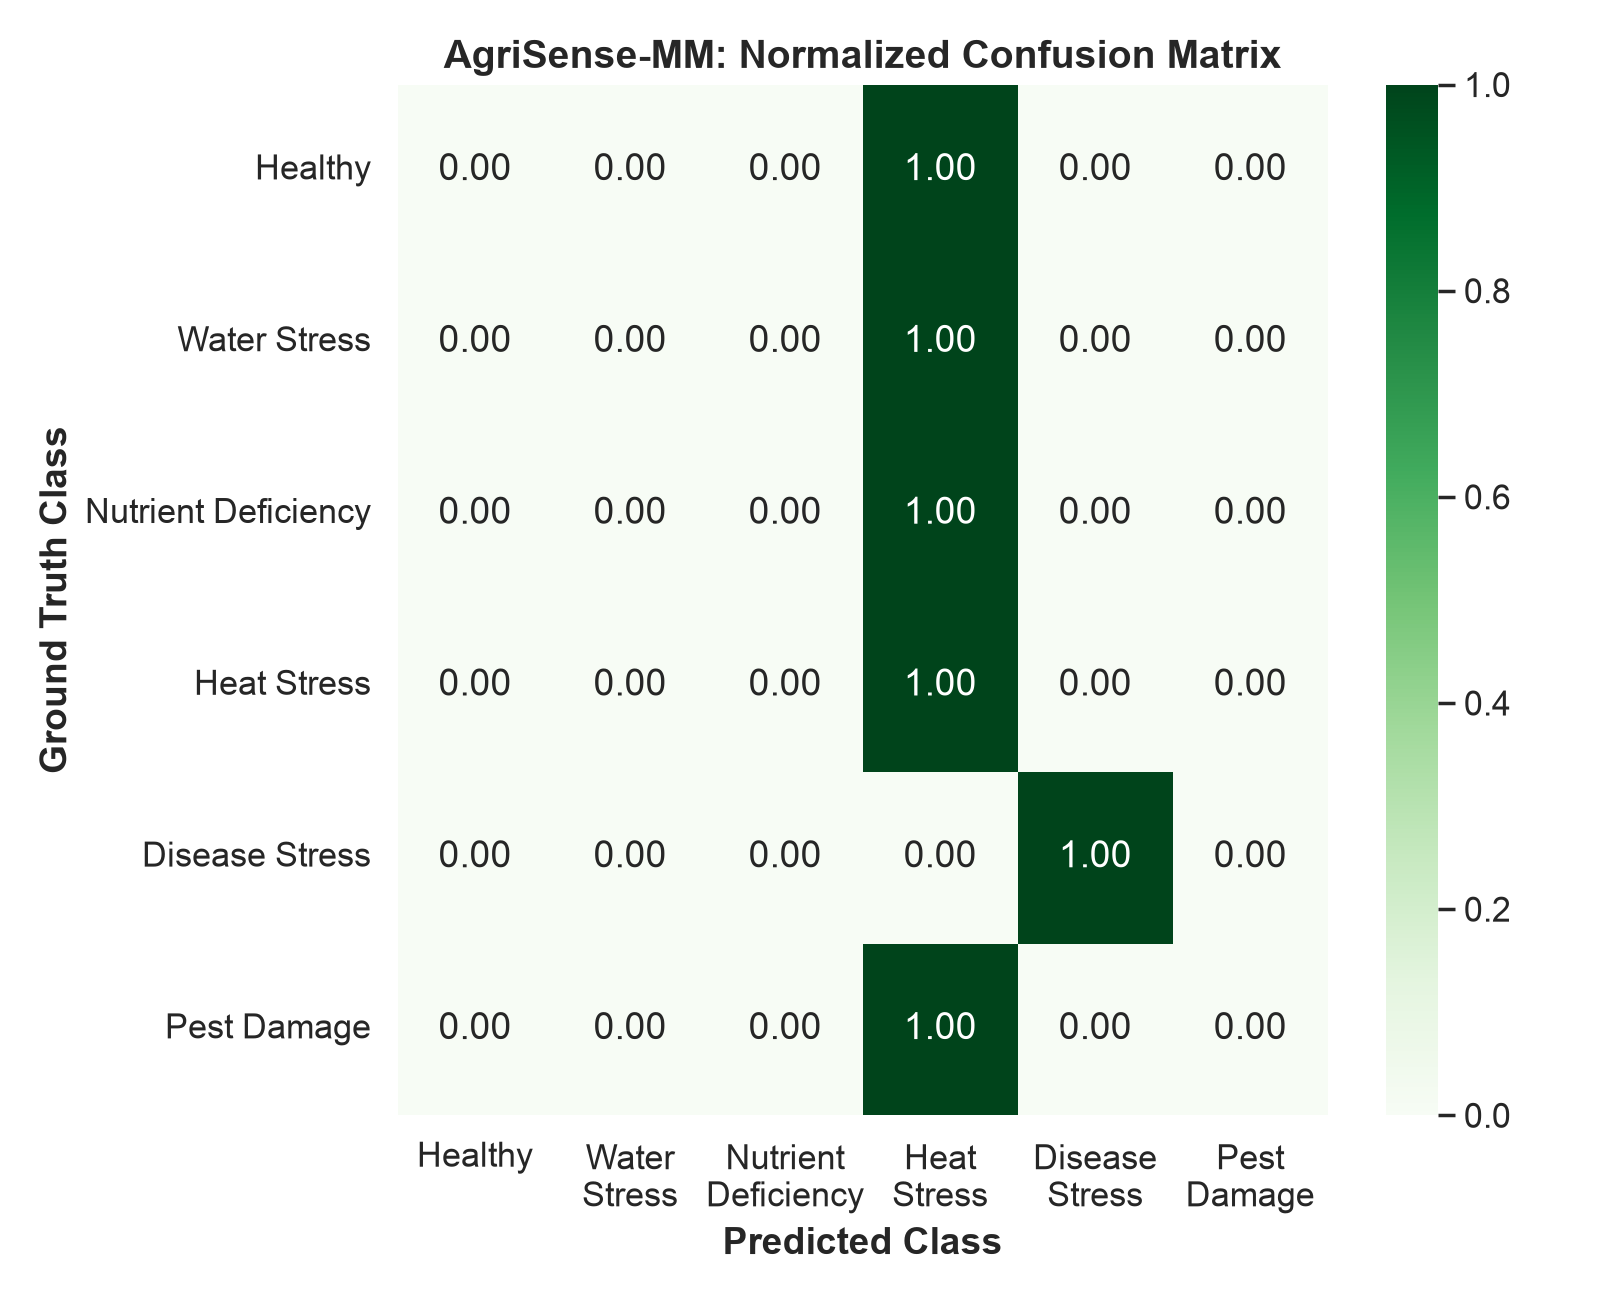 AgriSense-MM: Normalized Confusion Matrix
Ground Truth Class
Healthy 0.00 0.00 0.00 1.00 0.00 0.00
Water Stress 0.00 0.00 0.00 1.00 0.00 0.00
Nutrient Deficiency 0.00 0.00 0.00 1.00 0.00 0.00
Heat Stress 0.00 0.00 0.00 1.00 0.00 0.00
Disease Stress 0.00 0.00 0.00 0.00 1.00 0.00
Pest Damage 0.00 0.00 0.00 1.00 0.00 0.00
Healthy
Water
Stress
Nutrient
Deficiency
Heat
Stress
Disease
Stress
Pest
Damage
Predicted Class
1.0
0.8
0.6
0.4
0.2
0.0